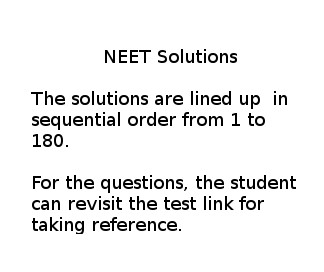 NEET Solutions
The solutions are lined up  in
sequential order from 1 to
180.
For the questions, the student
can revisit the test link for
taking reference.